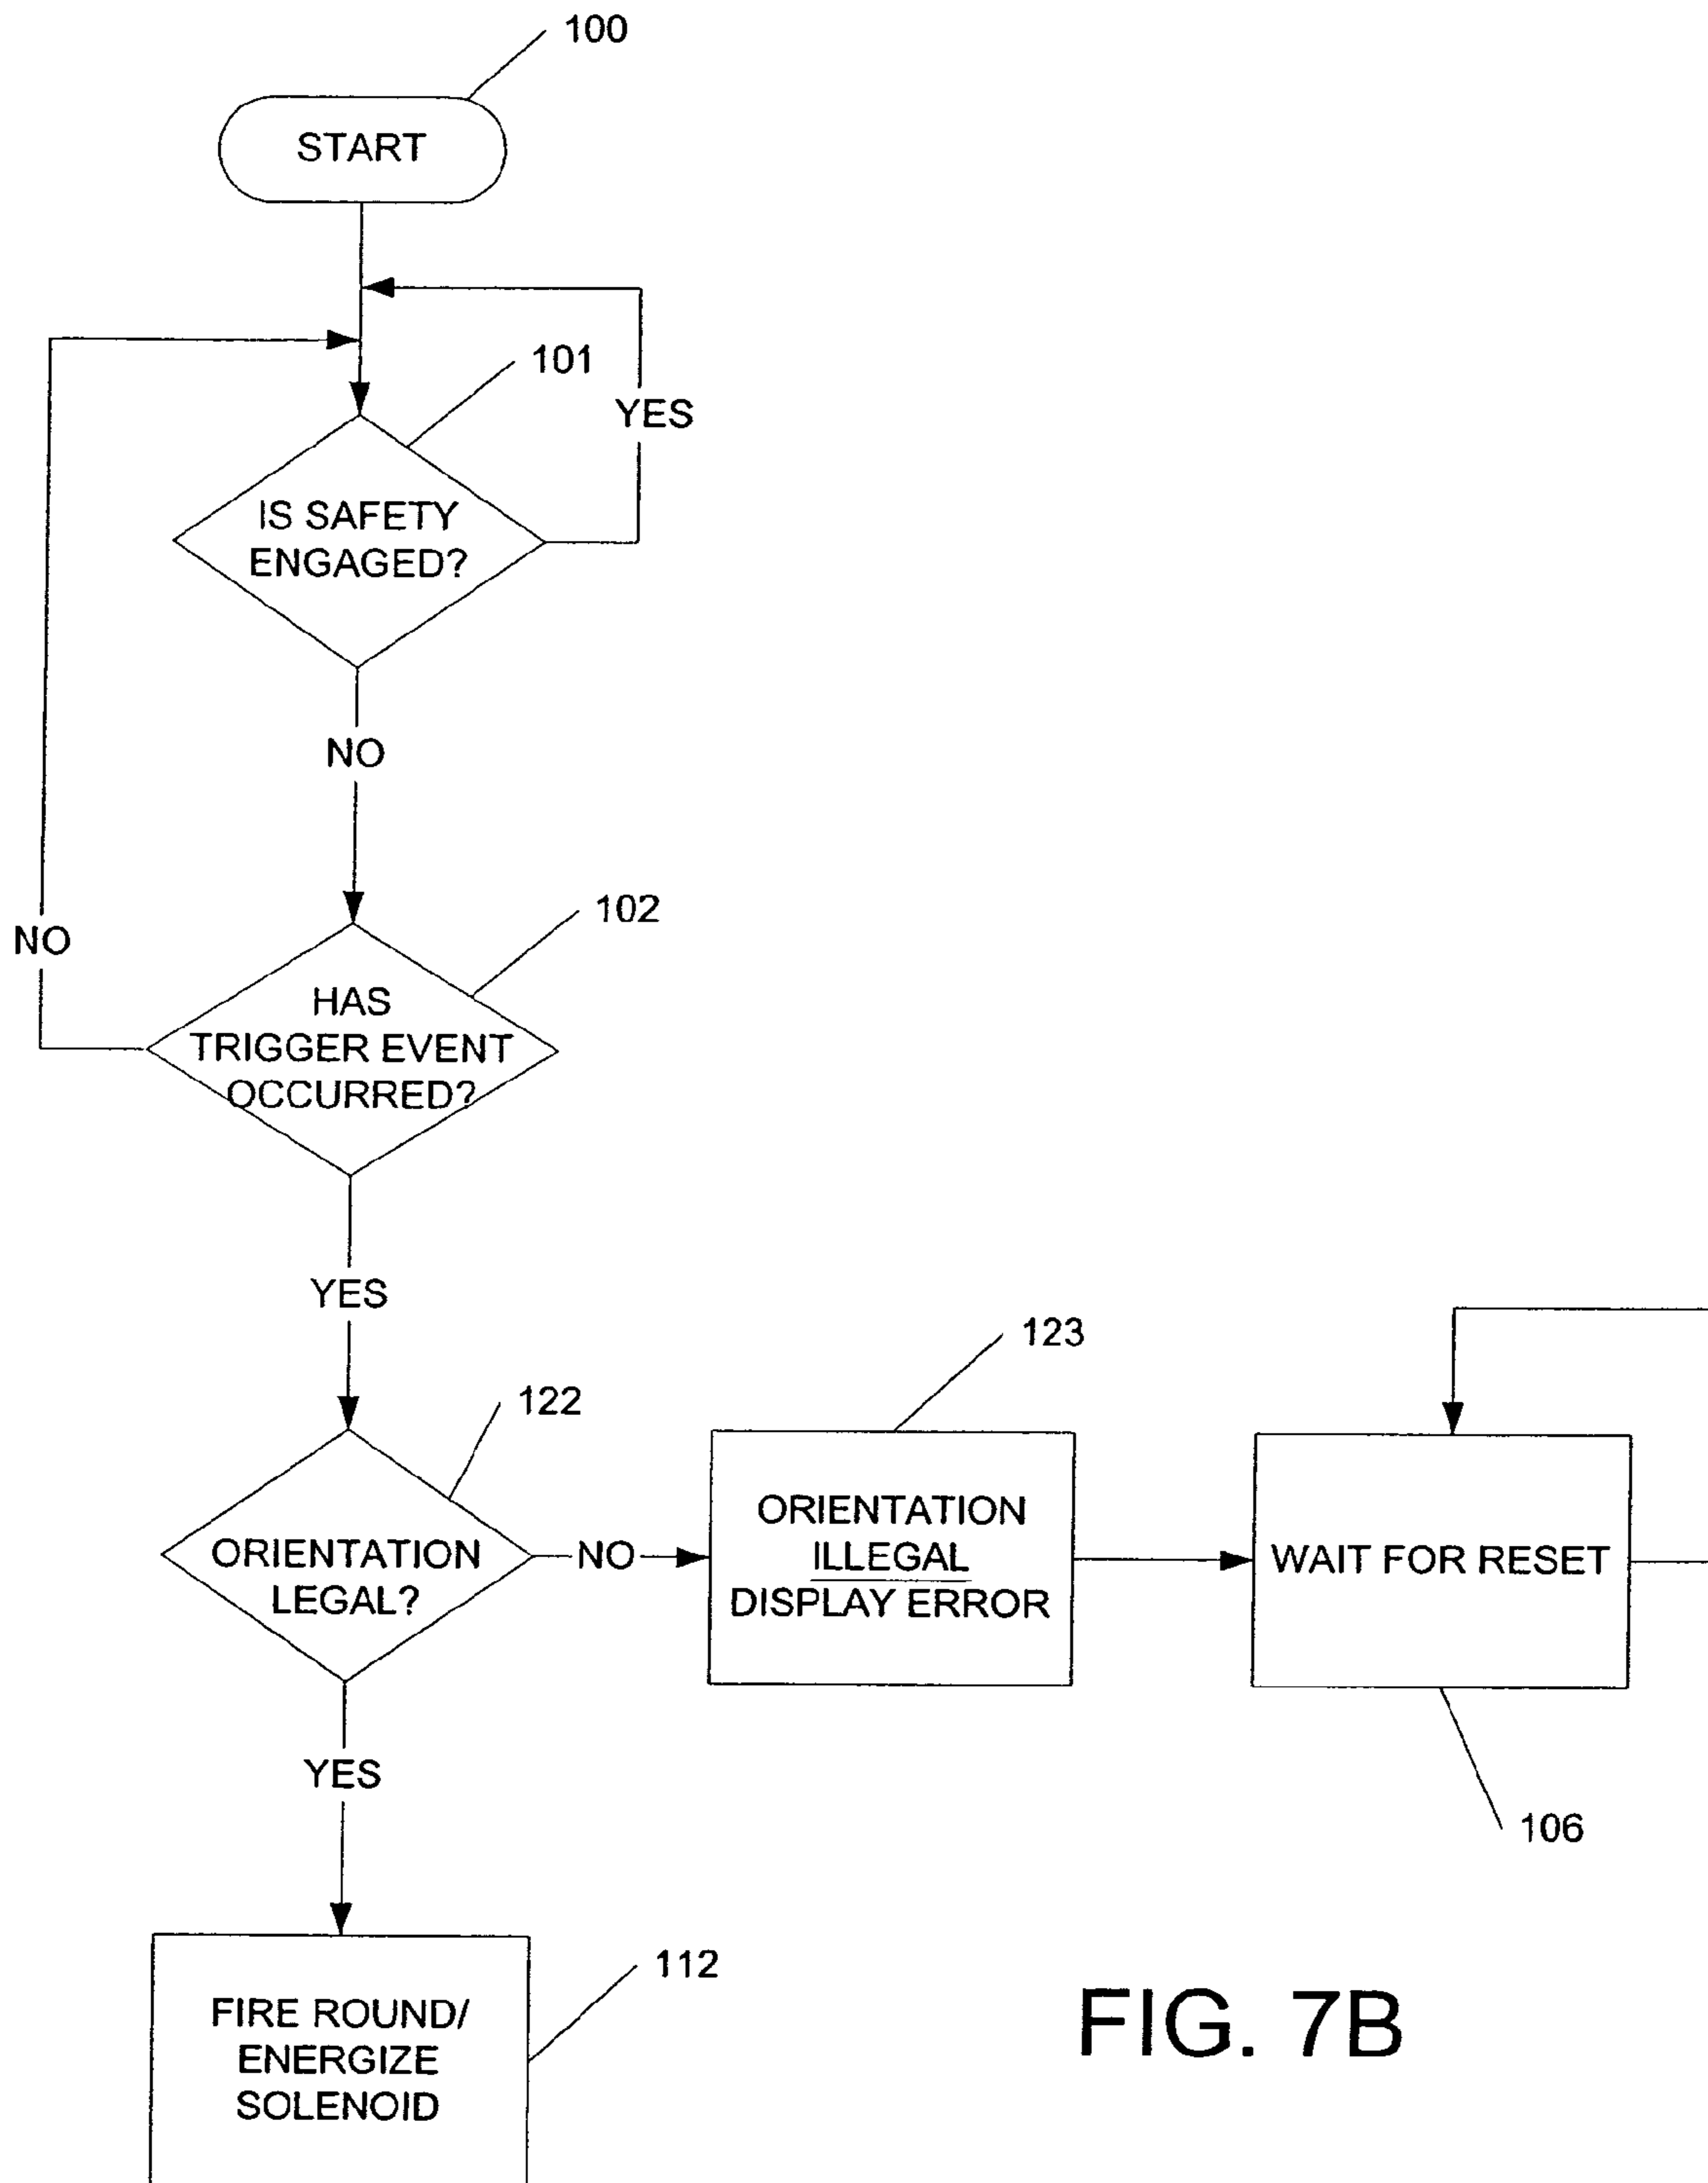 100
START
101
YES
IS SAFETY
ENGAGED?
NO
102
NO
HAS
TRIGGER EVENT
OCCURRED?
YES
123
122
ORIENTATION
LEGAL?
NO
ORIENTATION
ILLEGAL
DISPLAY ERROR
WAIT FOR RESET
YES
106
112
FIRE ROUND/
ENERGIZE
SOLENOID
FIG. 7B